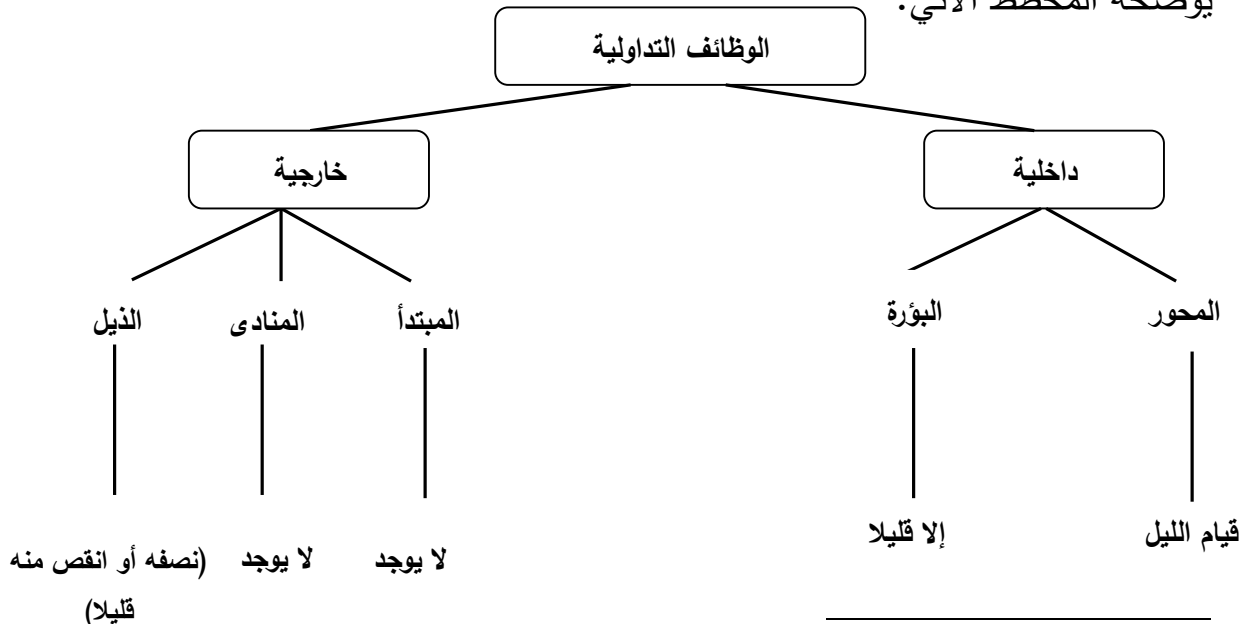 يوضحه المخطط الآتي:
الوظائف التداولية
داخلية
خارجية
المحور
البؤرة
المبتدأ
المنادى
الذيل
قيام الليل
إلا قليلا
لا يوجد
لا يوجد
(نصفه أو انقص منه
قليلا)